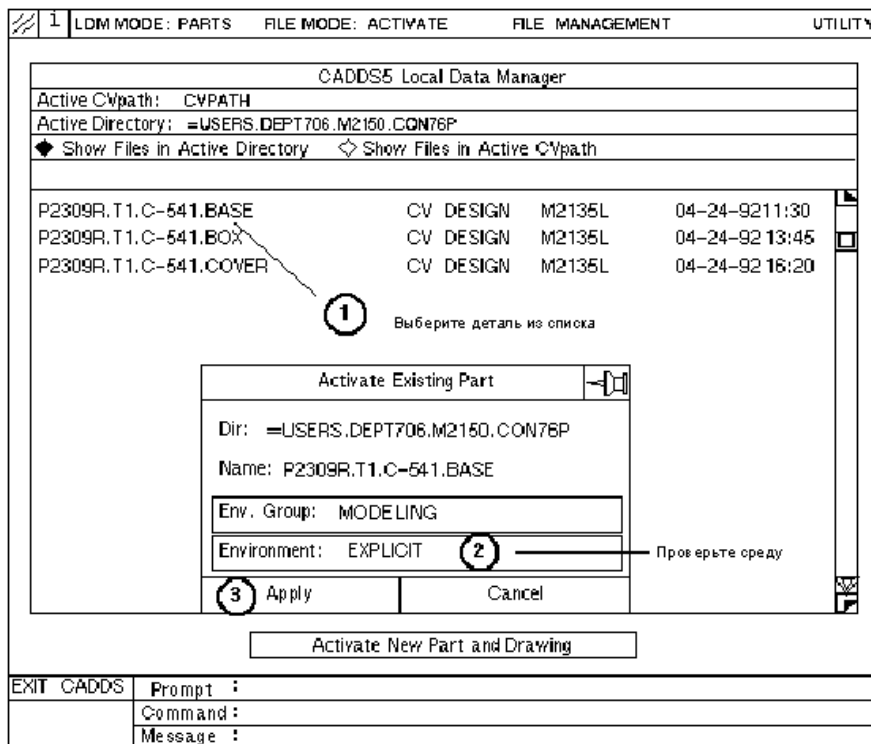 i LDM MODE: PARTS FILE MODE: ACTIVATE FILE MANAGEMENT UTILITY
CADDS5 Local Data Manager
Active CVpath: CVPATH
Active Directory: =USERS.DEPT706.M2150.CON76P
Show Files in Active Directory Show Files in Active CVpath
P2309R.T1.C-541.BASE CV DESIGN M2135L 04-24-9211:30
P2309R.T1.C-541.BOX CV DESIGN M2135L 04-24-92 13:45
P2309R.T1.C-541.COVER CV DESIGN M2135L 04-24-92 16:20
1 Выберите деталь из списка
Activate Existing Part
Dir: =USERS.DEPT706.M2150.CON76P
Name: P2309R.T1.C-541.BASE
Env. Group: MODELING
Environment: EXPLICIT 2 Проверьте среду
3 Apply Cancel
Activate New Part and Drawing
EXIT CADDS Prompt :
Command :
Message :